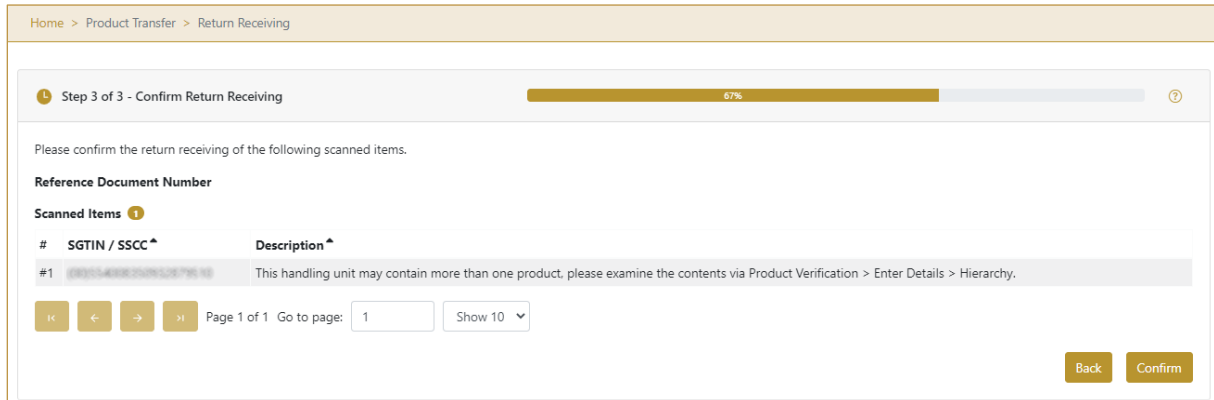 Home > Product Transfer > Return Receiving
Step 3 of 3 - Confirm Return Receiving 67%
Please confirm the return receiving of the following scanned items.
Reference Document Number
Scanned Items 1
# SGTIN / SSCC Description
#1 This handling unit may contain more than one product, please examine the contents via Product Verification > Enter Details > Hierarchy.
Page 1 of 1 Go to page: 1 Show 10
Back Confirm